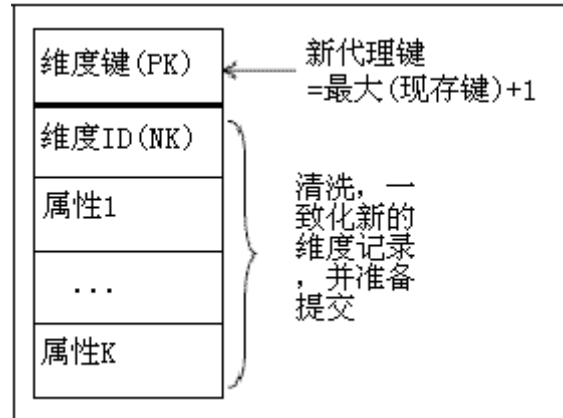 维度键(PK)
新代理键
=最大(现存键)+1
维度ID(NK)
属性1
...
属性K
清洗，一
致化新的
维度记录
，并准备
提交